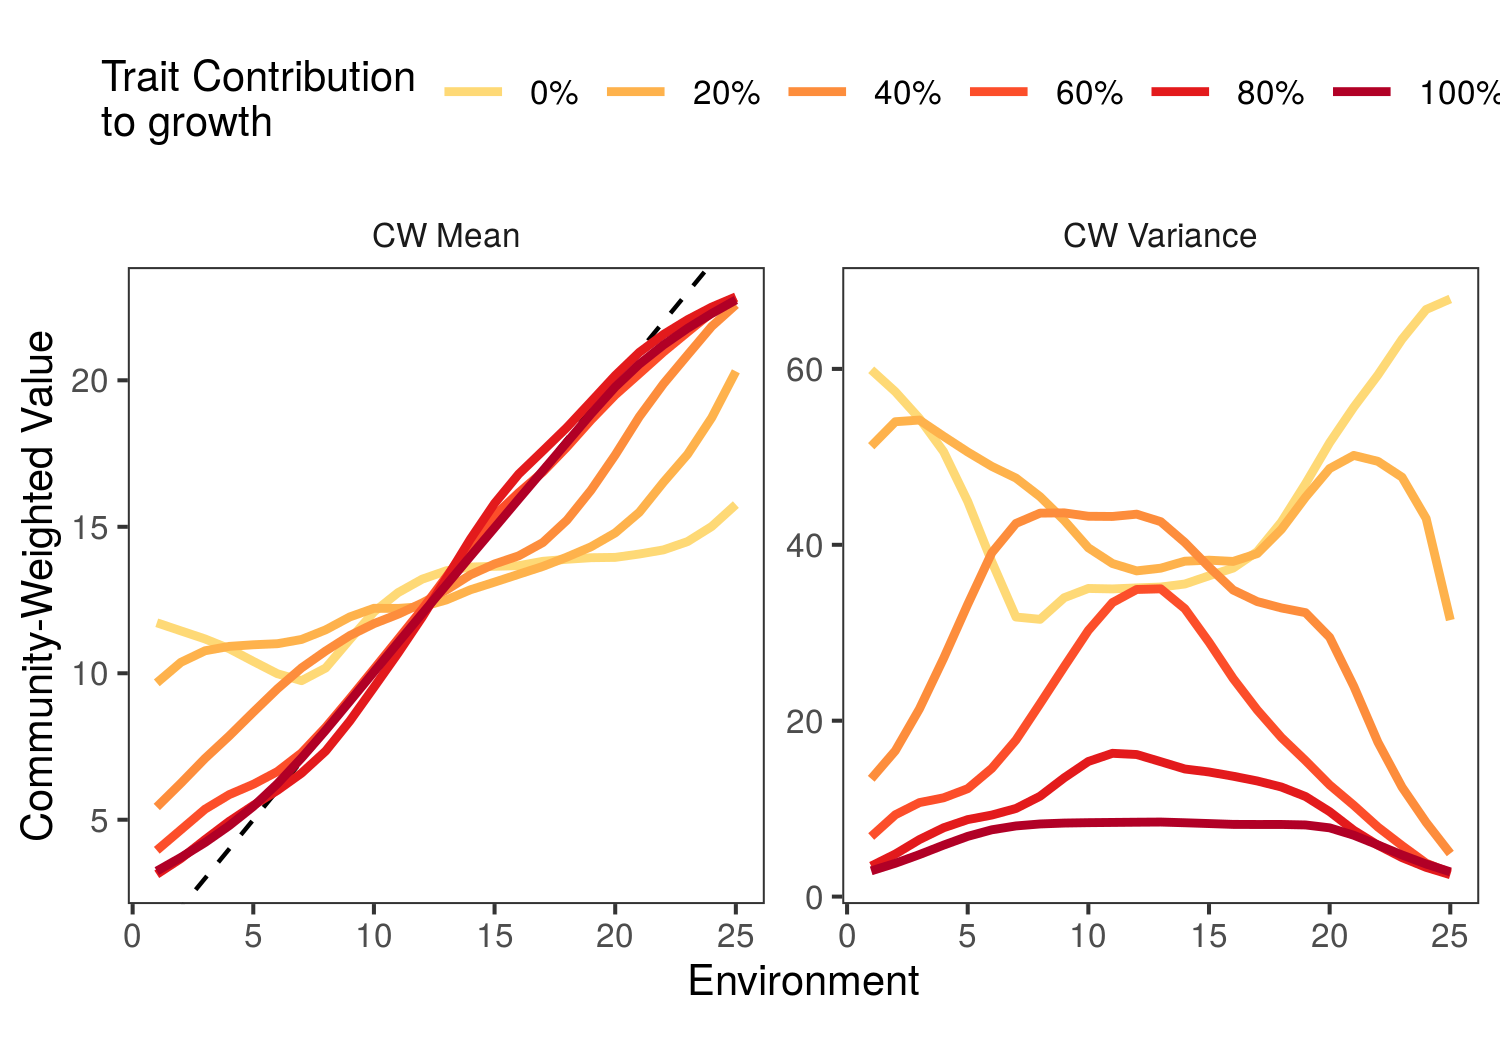 Trait Contribution
to growth
0% 20% 40% 60% 80% 100%
CW Mean CW Variance
Community-Weighted Value
20
15
10
5
60
40
20
0
0 5 10 15 20 25 0 5 10 15 20 25
Environment